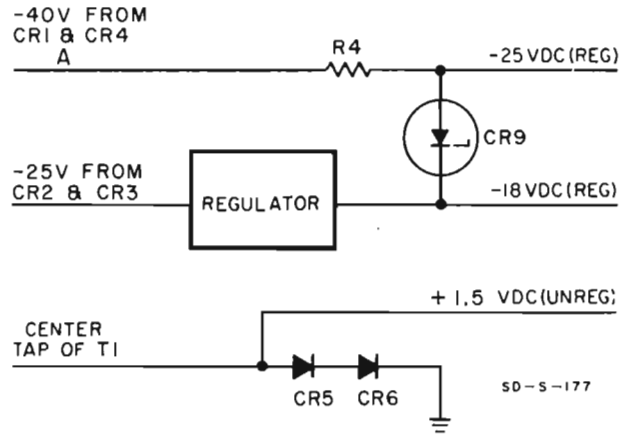 -40V FROM
CR1 & CR4
A
R4
-25 VDC (REG)
CR9
-25V FROM
CR2 & CR3
REGULATOR
-18 VDC (REG)
+ 1.5 VDC (UNREG)
CENTER
TAP OF T1
CR5
CR6
SD-S-177